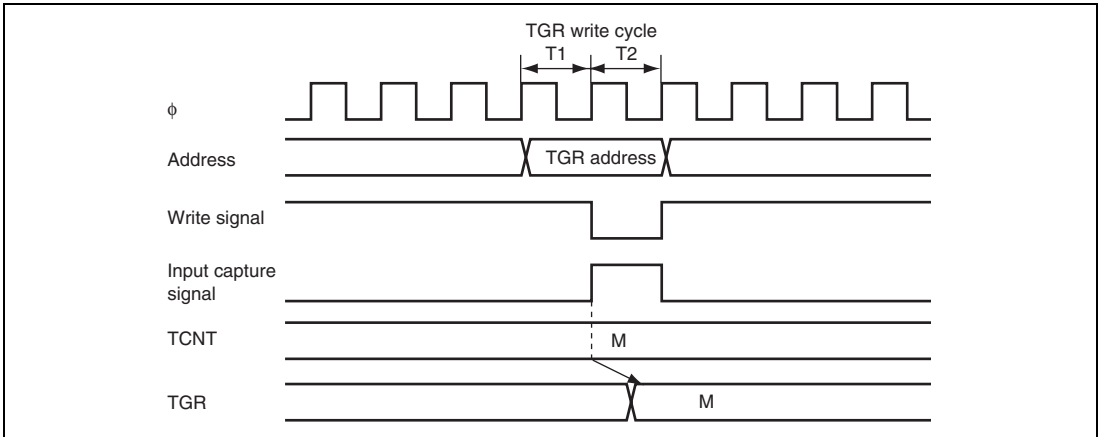 TGR write cycle
T1 T2
ϕ
Address
TGR address
Write signal
Input capture
signal
TCNT
M
TGR
M